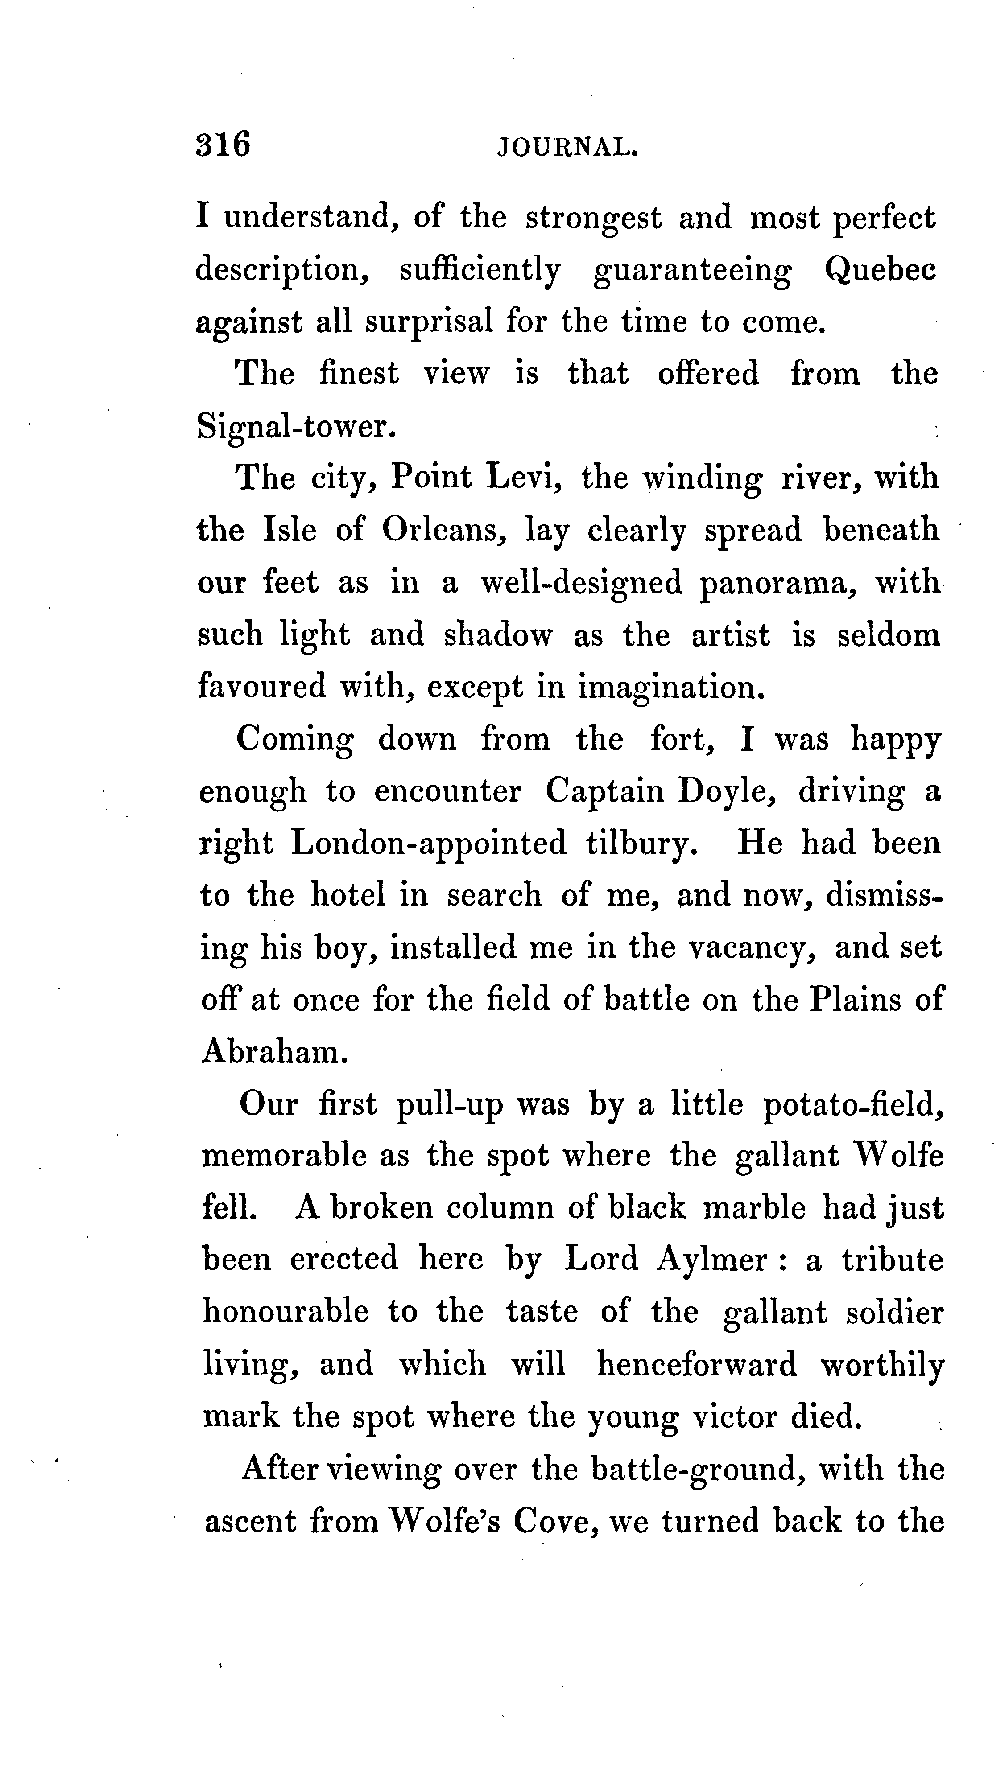 316 JOURNAL.
I understand, of the strongest and most perfect
description, sufficiently guaranteeing Quebec
against all surprisal for the time to come.
The finest view is that offered from the
Signal-tower.
The city, Point Levi, the winding river, with
the Isle of Orleans, lay clearly spread beneath
our feet as in a well-designed panorama, with
such light and shadow as the artist is seldom
favoured with, except in imagination.
Coming down from the fort, I was happy
enough to encounter Captain Doyle, driving a
right London-appointed tilbury. He had been
to the hotel in search of me, and now, dismiss-
ing his boy, installed me in the vacancy, and set
off at once for the field of battle on the Plains of
Abraham.
Our first pull-up was by a little potato-field,
memorable as the spot where the gallant Wolfe
fell. A broken column of black marble had just
been erected here by Lord Aylmer : a tribute
honourable to the taste of the gallant soldier
living, and which will henceforward worthily
mark the spot where the young victor died.
After viewing over the battle-ground, with the
ascent from Wolfe's Cove, we turned back to the